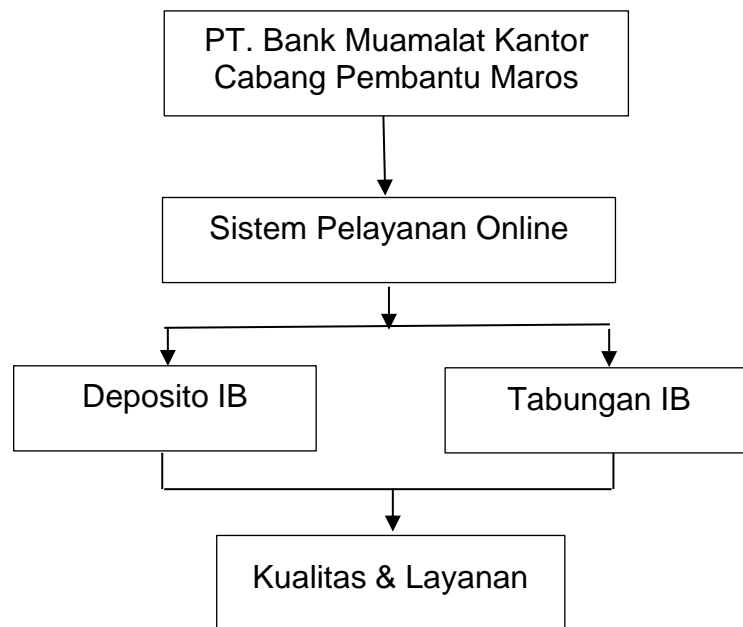 PT. Bank Muamalat Kantor
Cabang Pembantu Maros
Sistem Pelayanan Online
Deposito IB
Tabungan IB
Kualitas & Layanan